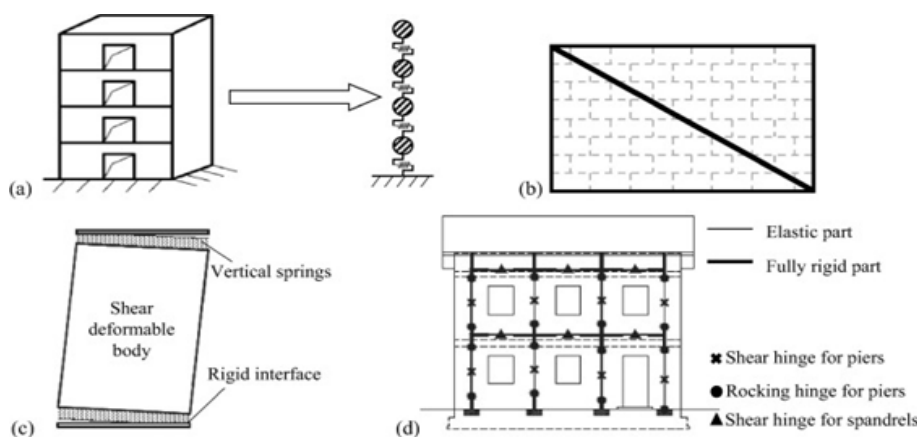 (a)
(b)
Vertical springs
Shear
deformable
body
Rigid interface
(c)
Elastic part
Fully rigid part
Shear hinge for piers
Rocking hinge for piers
Shear hinge for spandrels
(d)